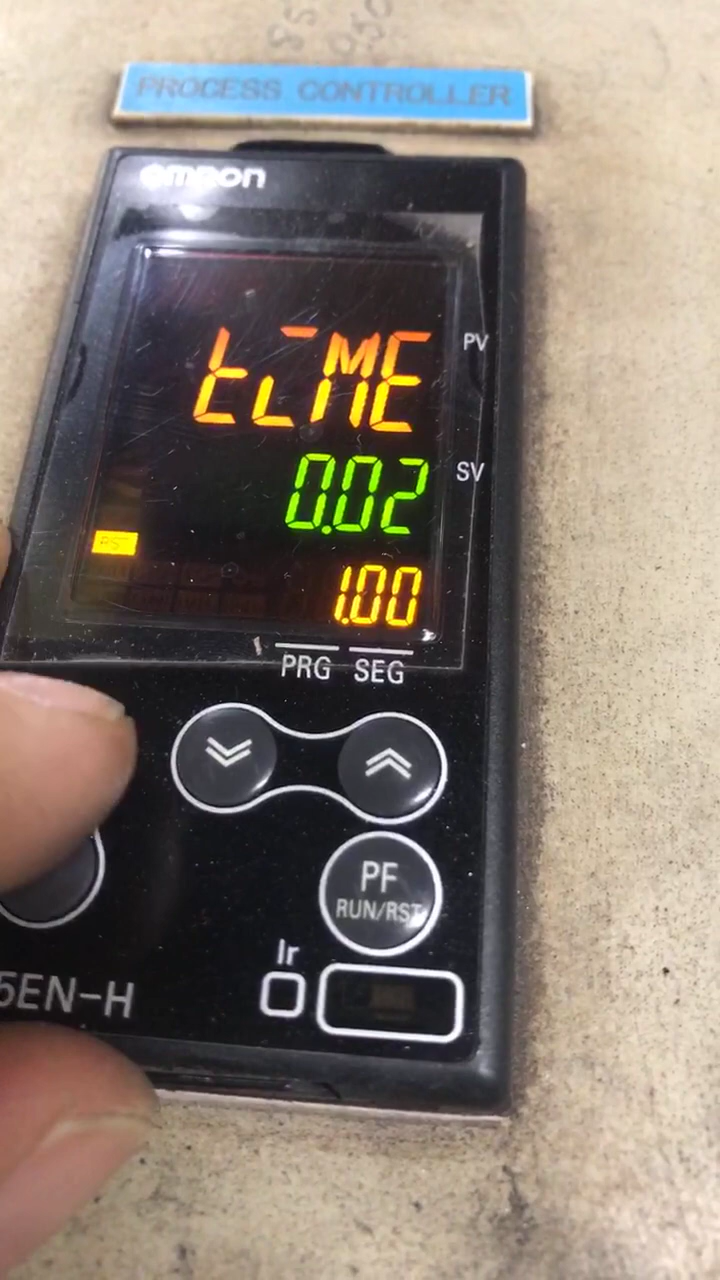 PROCESS CONTROLLER
omron
PV
tiME
SV
0.02
RST
1.00
PRG SEG
PF
RUN/RST
Ir
5EN-H